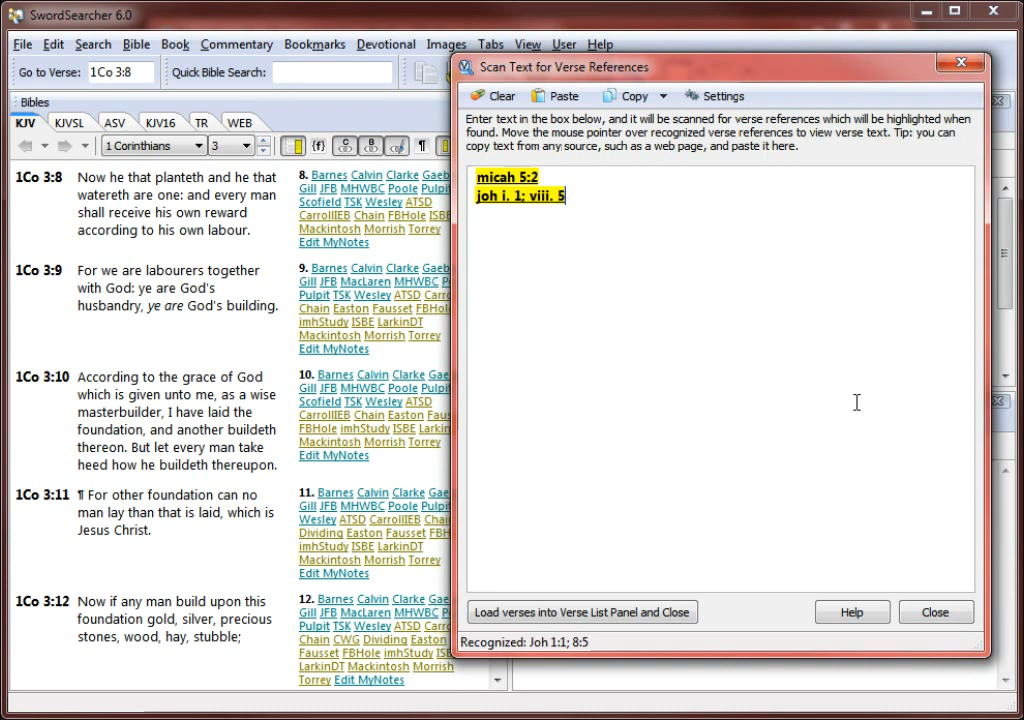 SwordSearcher 6.0
File Edit Search Bible Book Commentary Bookmarks Devotional Images Tabs View User Help
Go to Verse: 1Co 3:8 Quick Bible Search:
Bibles
KJV KJVSL ASV KJV16 TR WEB
1 Corinthians 3 {f} C B ¶
1Co 3:8 Now he that planteth and he that
watereth are one: and every man
shall receive his own reward
according to his own labour.
8. Barnes Calvin Clarke Gaeb
Gill JFB MHWBC Poole Pulpit
Scofield TSK Wesley ATSD
CarrollIEB Chain FBHole ISBE
Mackintosh Morrish Torrey
Edit MyNotes
1Co 3:9 For we are labourers together
with God: ye are God's
husbandry, ye are God's building.
9. Barnes Calvin Clarke Gaeb
Gill JFB MacLaren MHWBC P
Pulpit TSK Wesley ATSD Carro
Chain Easton Fausset FBHole
imhStudy ISBE LarkinDT
Mackintosh Morrish Torrey
Edit MyNotes
1Co 3:10 According to the grace of God
which is given unto me, as a wise
masterbuilder, I have laid the
foundation, and another buildeth
thereon. But let every man take
heed how he buildeth thereupon.
10. Barnes Calvin Clarke Gae
Gill JFB MHWBC Poole Pulpit
Scofield TSK Wesley ATSD
CarrollIEB Chain Easton Faus
FBHole imhStudy ISBE Larkin
Mackintosh Morrish Torrey
Edit MyNotes
1Co 3:11 ¶ For other foundation can no
man lay than that is laid, which is
Jesus Christ.
11. Barnes Calvin Clarke Gae
Gill JFB MHWBC Poole Pulpit
Wesley ATSD CarrollIEB Chai
Dividing Easton Fausset FBH
imhStudy ISBE LarkinDT
Mackintosh Morrish Torrey
Edit MyNotes
1Co 3:12 Now if any man build upon this
foundation gold, silver, precious
stones, wood, hay, stubble;
12. Barnes Calvin Clarke Gae
Gill JFB MacLaren MHWBC P
Pulpit TSK Wesley ATSD Carro
Chain CWG Dividing Easton
Fausset FBHole imhStudy ISBE
LarkinDT Mackintosh Morrish
Torrey Edit MyNotes
Scan Text for Verse References
Clear Paste Copy Settings
Enter text in the box below, and it will be scanned for verse references which will be highlighted when
found. Move the mouse pointer over recognized verse references to view verse text. Tip: you can
copy text from any source, such as a web page, and paste it here.
micah 5:2
joh i. 1; viii. 5
Load verses into Verse List Panel and Close Help Close
Recognized: Joh 1:1; 8:5